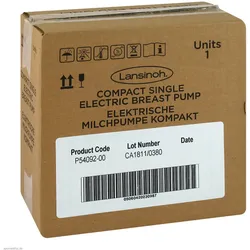 Units
1
Lansinoh
COMPACT SINGLE
ELECTRIC BREAST PUMP
ELEKTRISCHE
MILCHPUMPE KOMPAKT
Product Code
Lot Number
Date
P54092-00
CA1811/0380